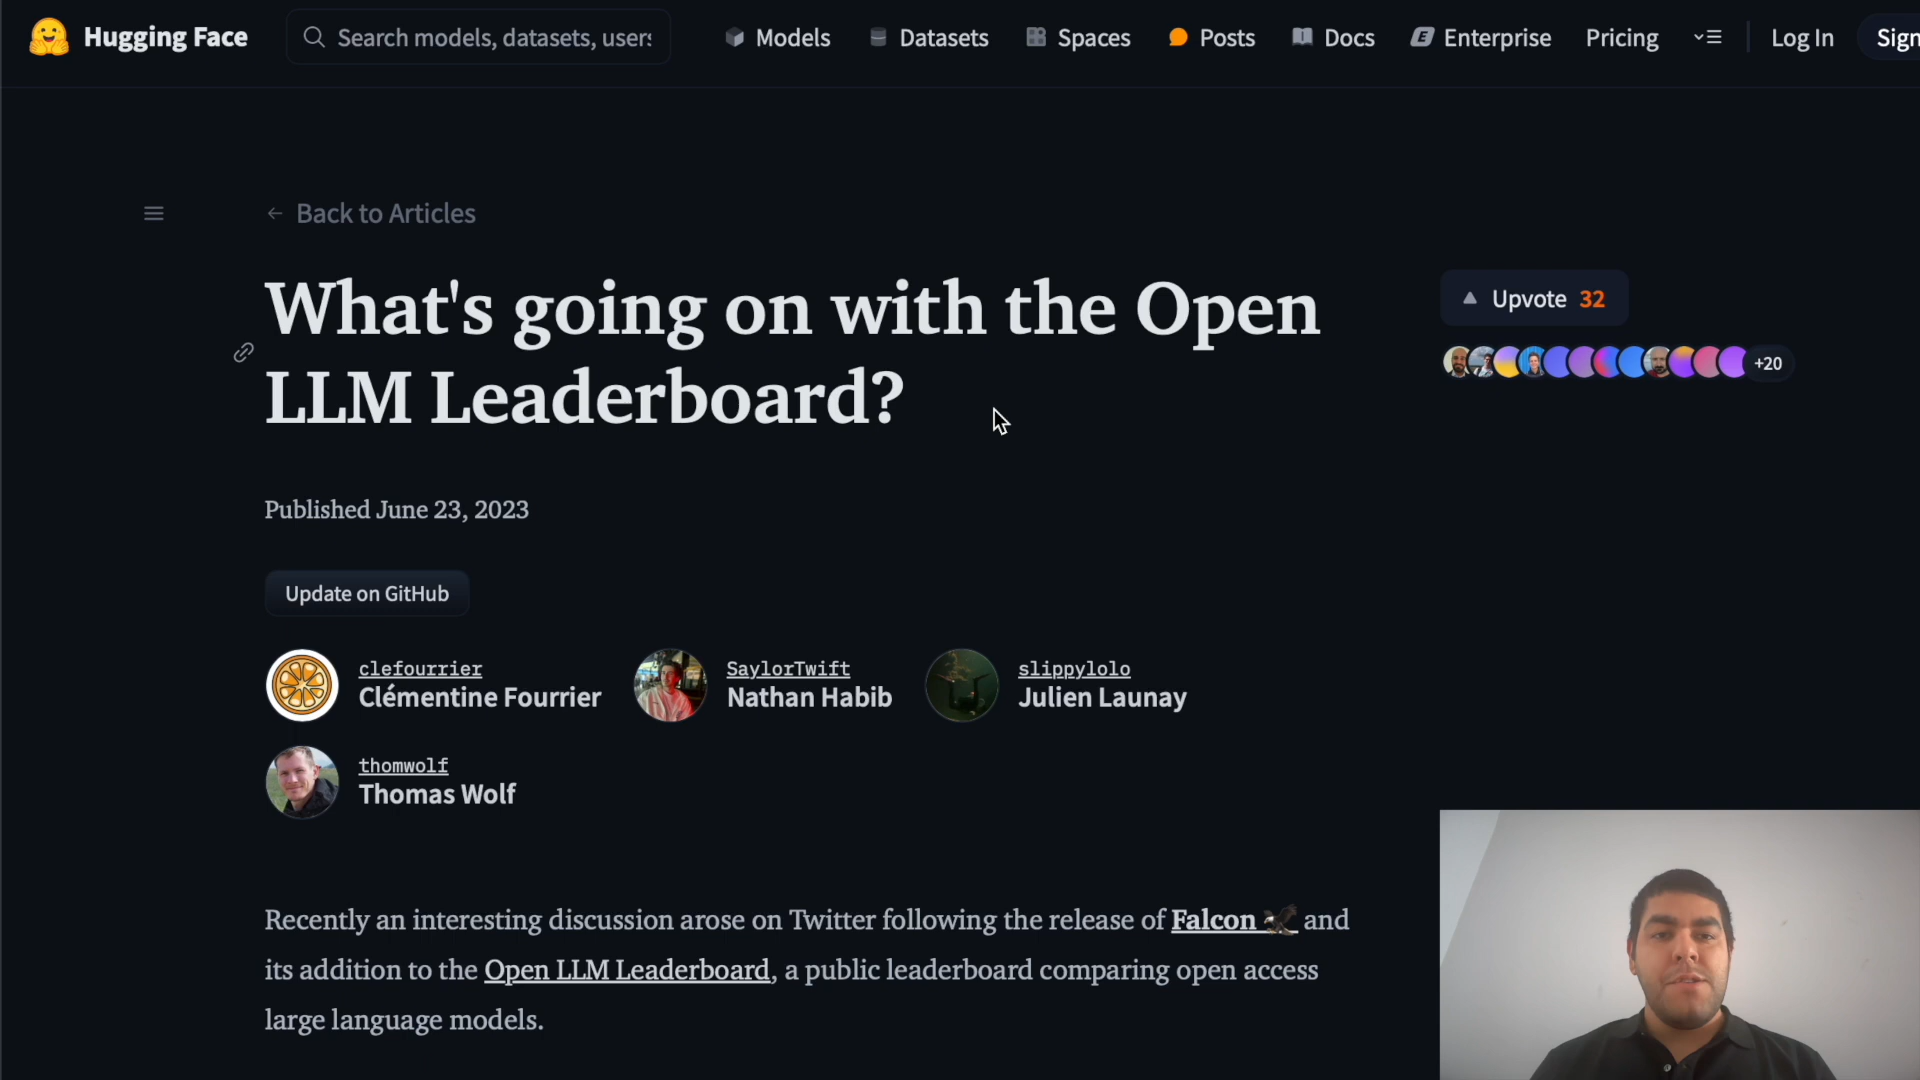 Hugging Face
Search models, datasets, users
Models
Datasets
Spaces
Posts
Docs
Enterprise
Pricing
Log In
Sign
Back to Articles
What's going on with the Open
LLM Leaderboard?
Upvote 32
+20
Published June 23, 2023
Update on GitHub
clefourrier
Clémentine Fourrier
SaylorTwift
Nathan Habib
slippylolo
Julien Launay
thomwolf
Thomas Wolf
Recently an interesting discussion arose on Twitter following the release of Falcon and
its addition to the Open LLM Leaderboard, a public leaderboard comparing open access
large language models.